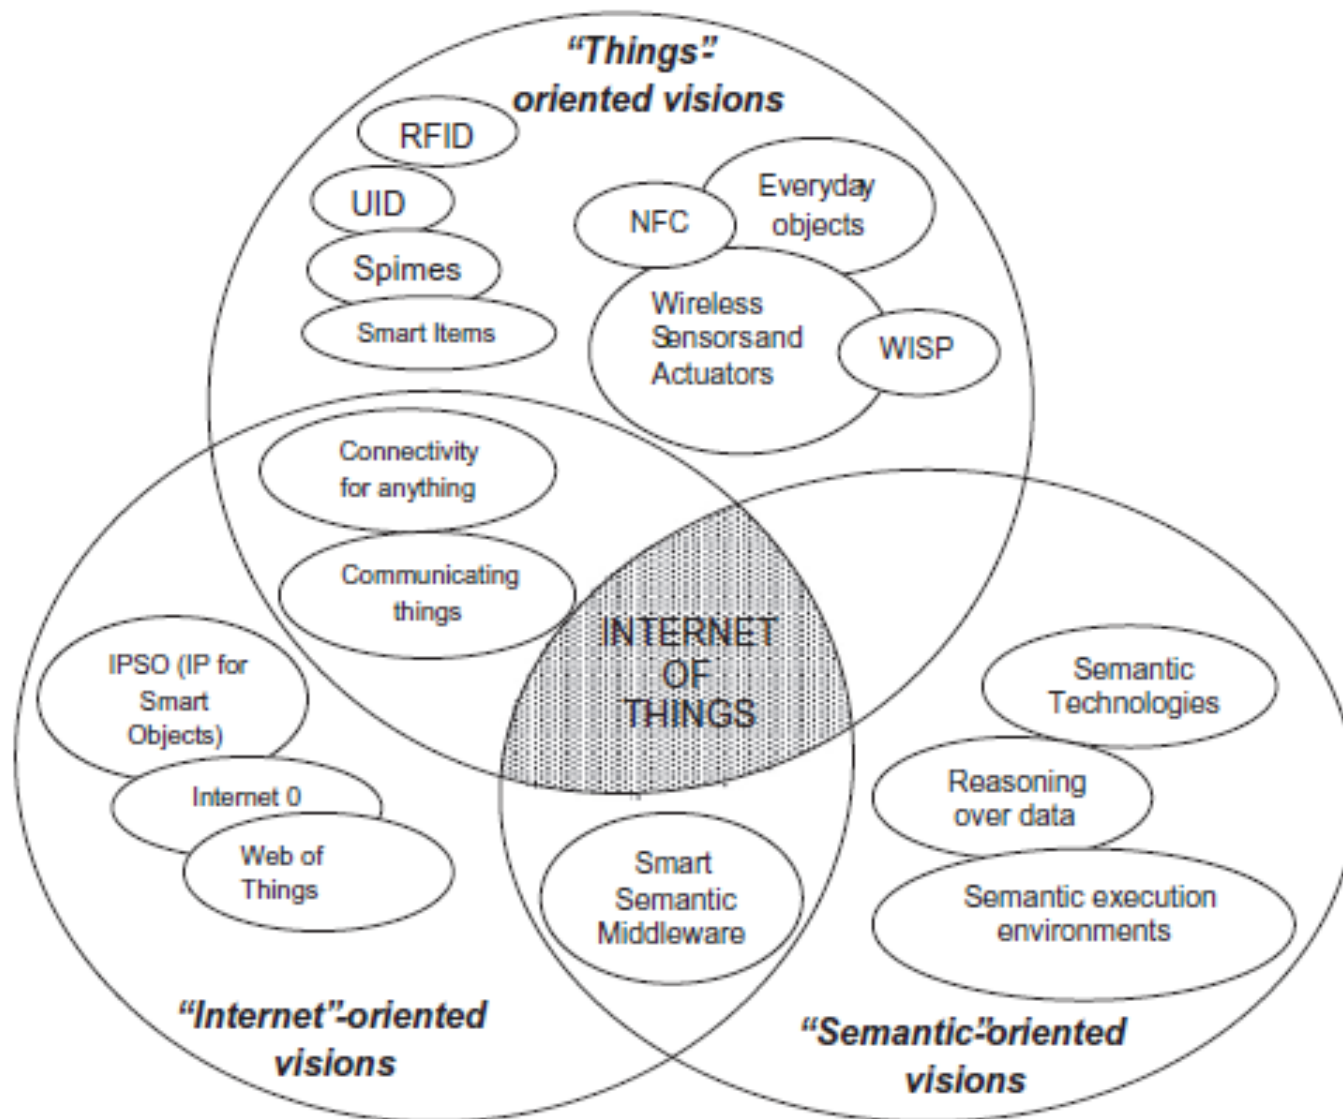 “Things”-
oriented visions
RFID
UID
Spimes
Smart Items
Everyday
objects
NFC
Wireless
Sensors and
Actuators
WISP
Connectivity
for anything
Communicating
things
INTERNET
OF
THINGS
IPSO (IP for
Smart
Objects)
Internet 0
Web of
Things
Smart
Semantic
Middleware
Semantic
Technologies
Reasoning
over data
Semantic execution
environments
“Internet”-oriented
visions
“Semantic”-oriented
visions